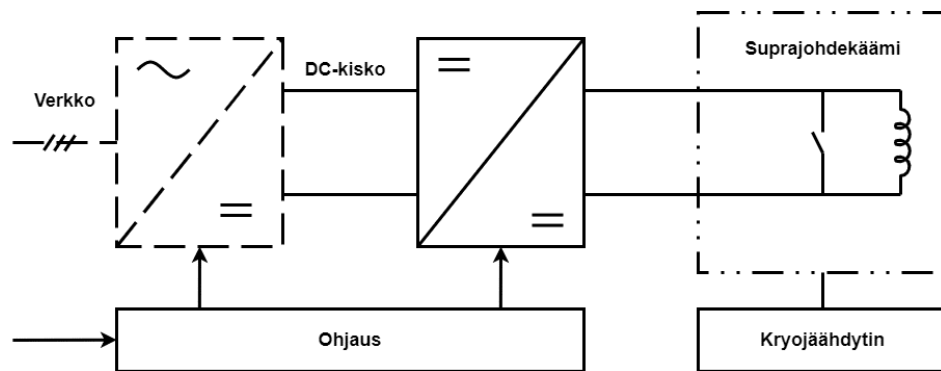 Suprajohdekäämi
DC-kisko
Verkko
Ohjaus
Kryojäähdytin